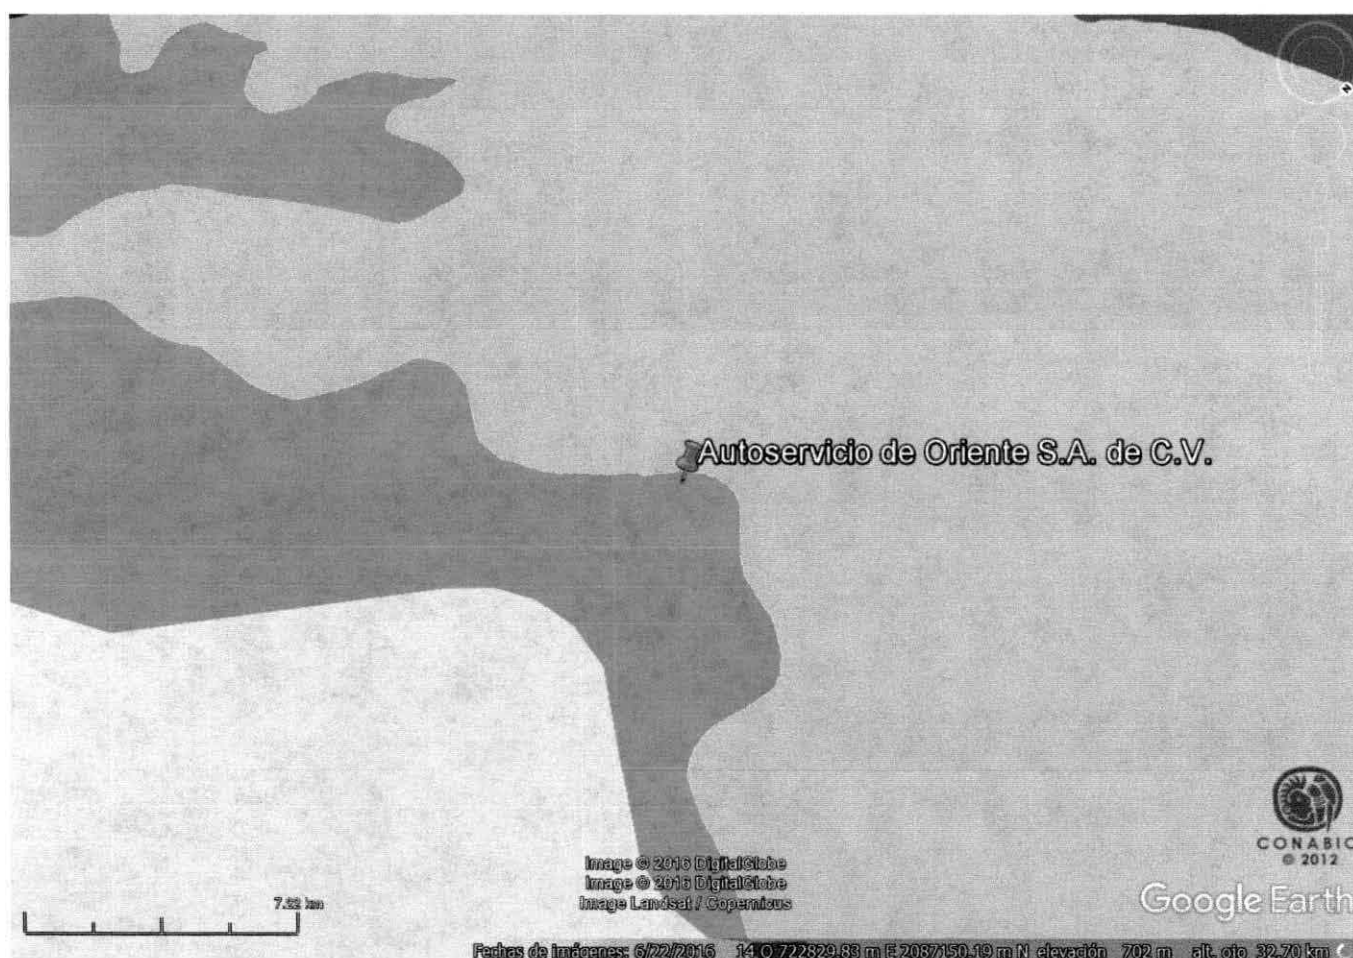 N
Autoservicio de Oriente S.A. de C.V.
CONABIO
© 2012
Image © 2016 DigitalGlobe
Image © 2016 DigitalGlobe
Image Landsat / Copernicus
Google Earth
7.22 km
Fechas de imágenes: 6/22/2016 14 Q 722829.83 m E 2087150.19 m N elevación 702 m alt. ojo 32.70 km